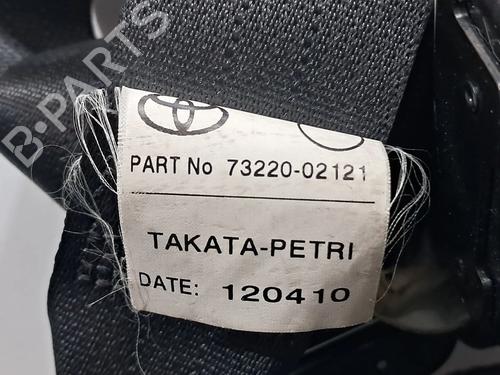 B-PARTS
PART No 73220-02121
TAKATA-PETRI
DATE: 120410